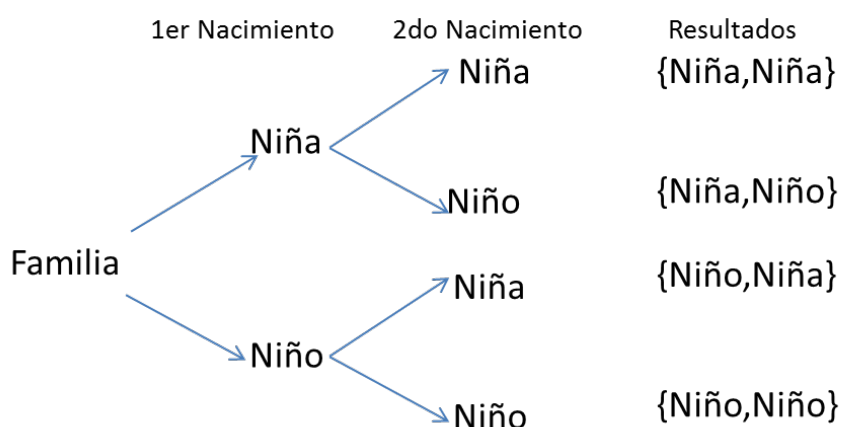 1er Nacimiento 2do Nacimiento Resultados
Niña {Niña,Niña}
Niña
Niño {Niña,Niño}
Familia
Niña {Niño,Niña}
Niño
Niño {Niño,Niño}